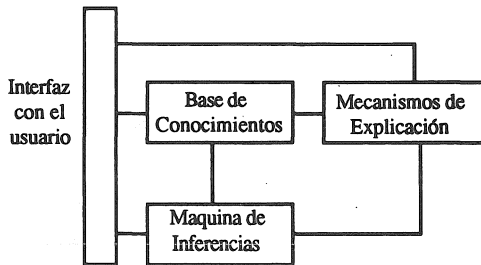 Interfaz
con el
usuario
Base de
Conocimientos
Mecanismos de
Explicación
Maquina de
Inferencias